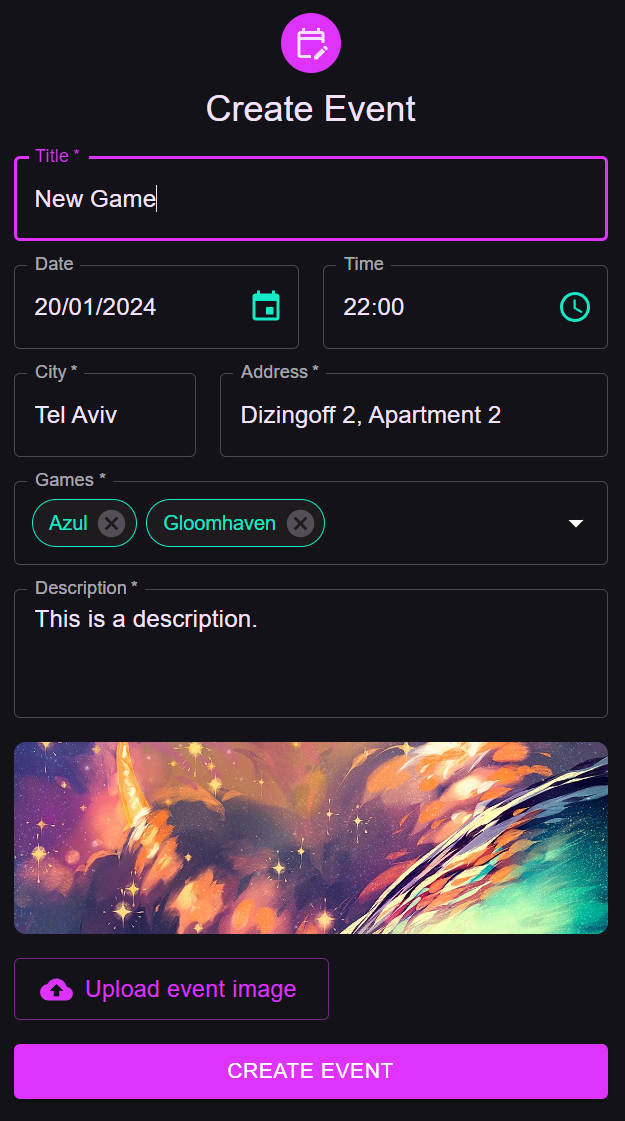 Create Event
Title *
New Game
Date
Time
20/01/2024
22:00
City *
Address *
Tel Aviv
Dizingoff 2, Apartment 2
Games *
Azul
Gloomhaven
Description *
This is a description.
Upload event image
CREATE EVENT